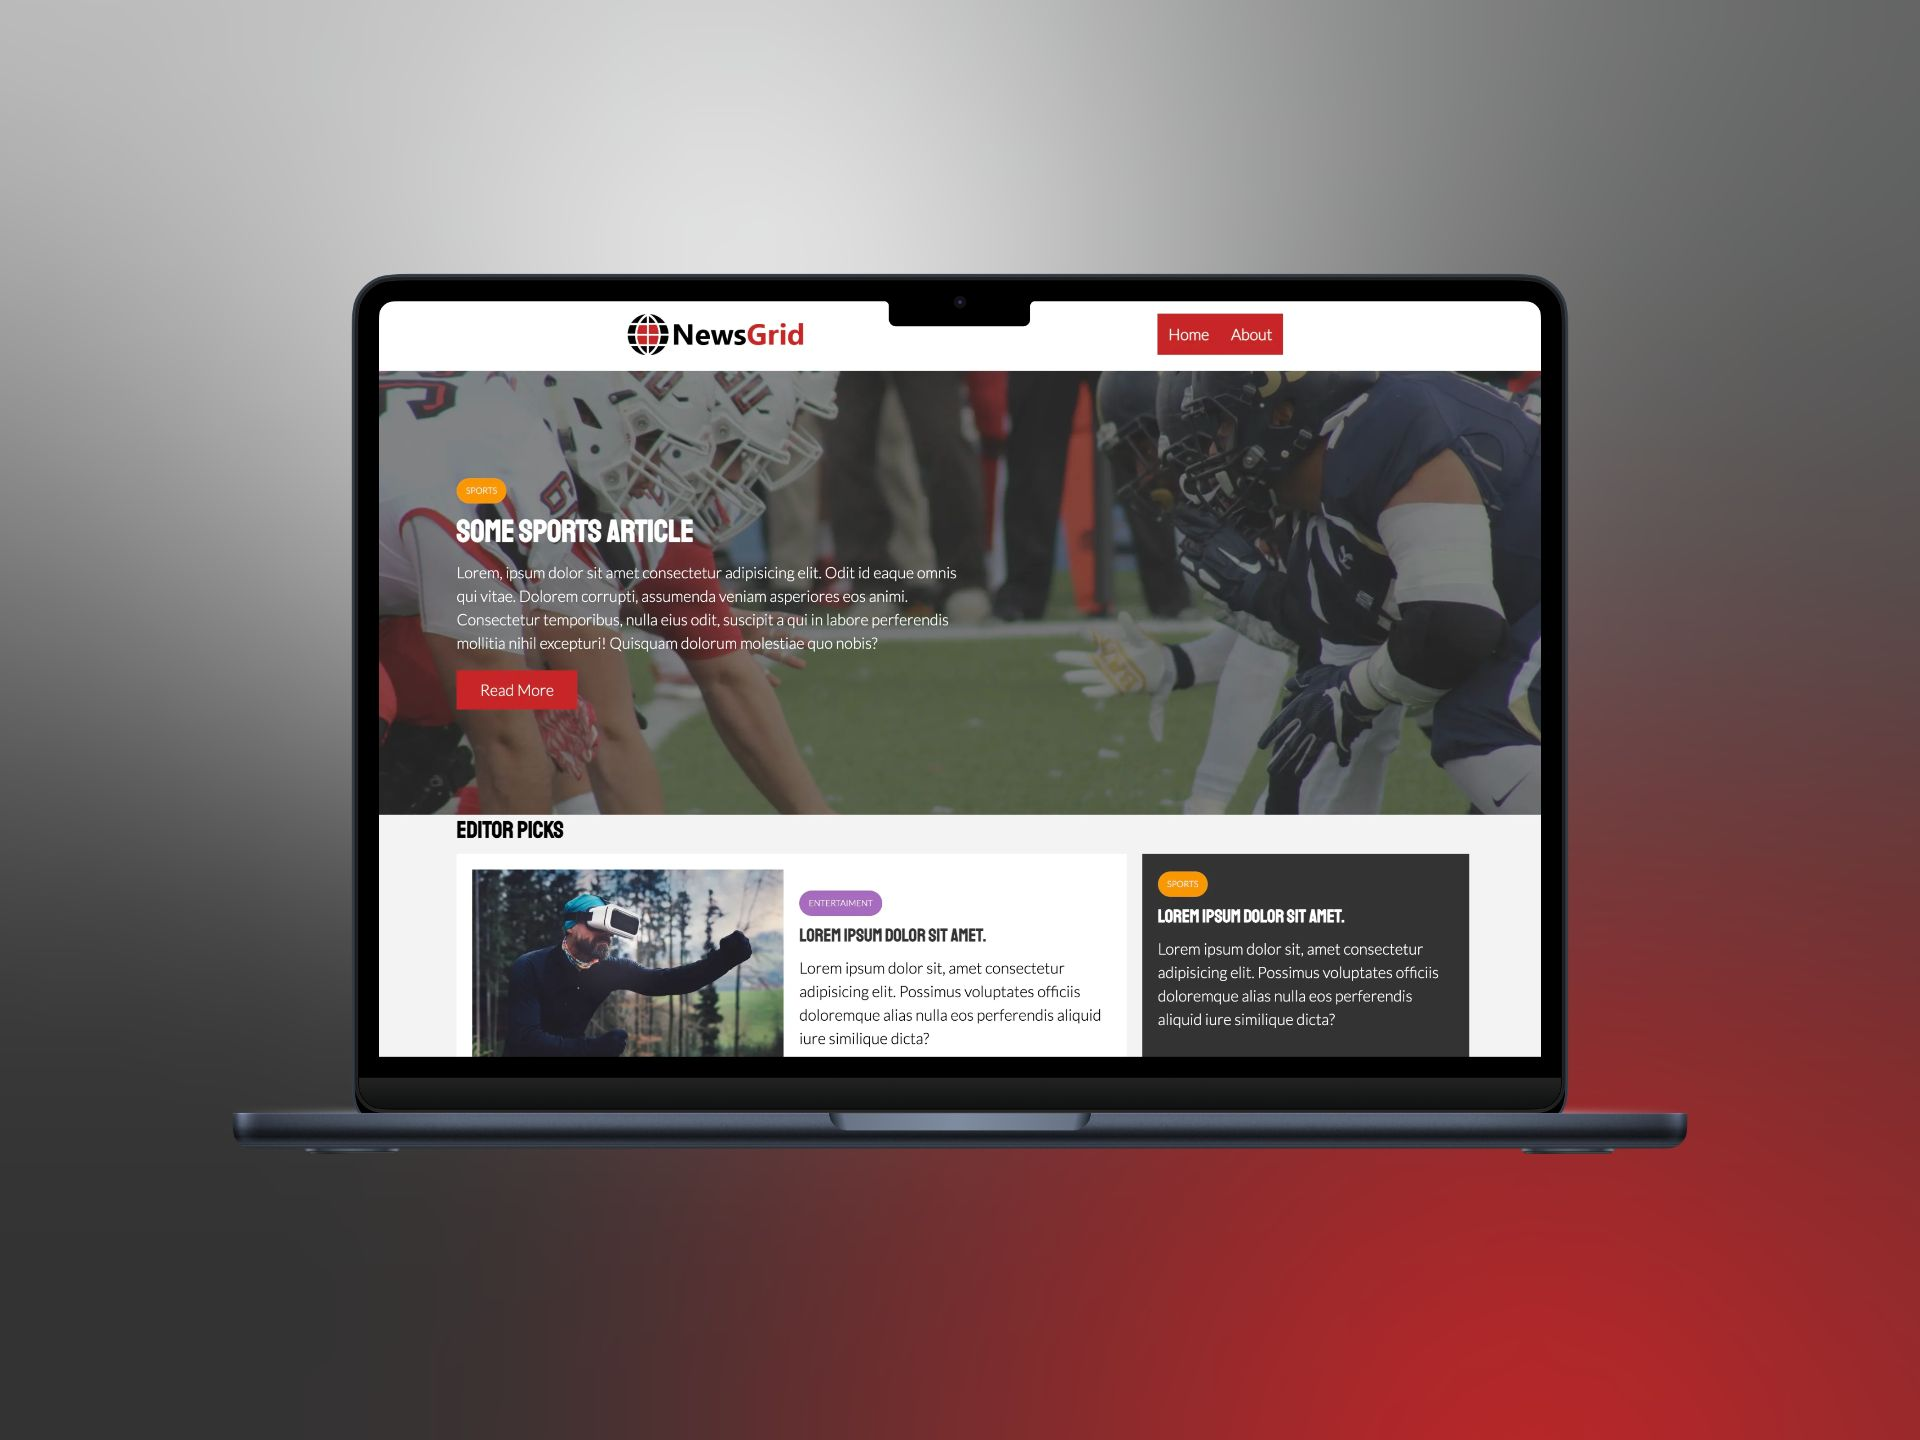 NewsGrid
Home About
SPORTS
SOME SPORTS ARTICLE
Lorem, ipsum dolor sit amet consectetur adipisicing elit. Odit id eaque omnis
qui vitae. Dolorem corrupti, assumenda veniam asperiores eos animi.
Consectetur temporibus, nulla eius odit, suscipit a qui in labore perferendis
mollitia nihil excepturi! Quisquam dolorum molestiae quo nobis?
Read More
EDITOR PICKS
ENTERTAIMENT
LOREM IPSUM DOLOR SIT AMET.
Lorem ipsum dolor sit, amet consectetur
adipisicing elit. Possimus voluptates officiis
doloremque alias nulla eos perferendis aliquid
iure similique dicta?
SPORTS
LOREM IPSUM DOLOR SIT AMET.
Lorem ipsum dolor sit, amet consectetur
adipisicing elit. Possimus voluptates officiis
doloremque alias nulla eos perferendis
aliquid iure similique dicta?